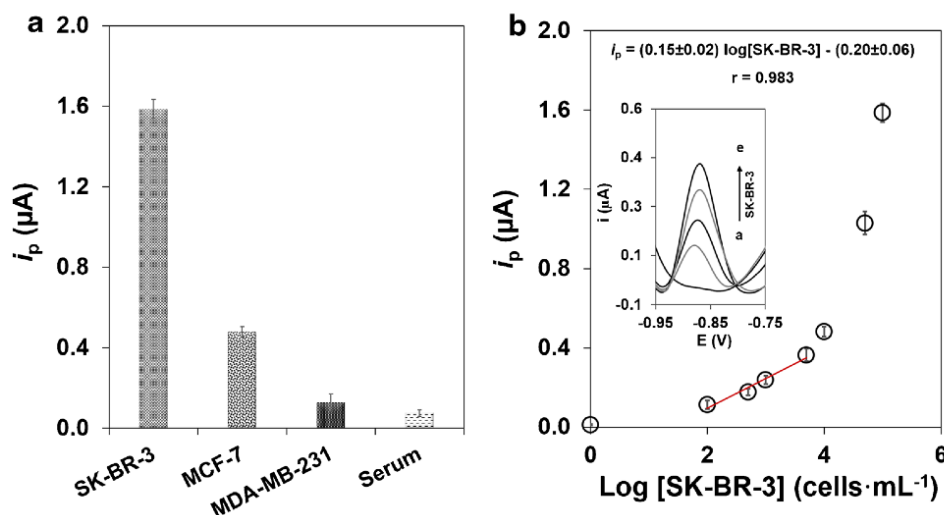 a
2.0
1.6
1.2
0.8
0.4
0.0
iₚ (µA)
SK-BR-3
MCF-7
MDA-MB-231
Serum
b
iₚ = (0.15±0.02) log[SK-BR-3] - (0.20±0.06)
r = 0.983
2.0
1.6
1.2
0.8
0.4
0.0
iₚ (µA)
0.6
0.4
0.3
0.1
-0.1
i (µA)
e
SK-BR-3
a
-0.95
-0.85
-0.75
E (V)
0
2
4
6
Log [SK-BR-3] (cells·mL⁻¹)